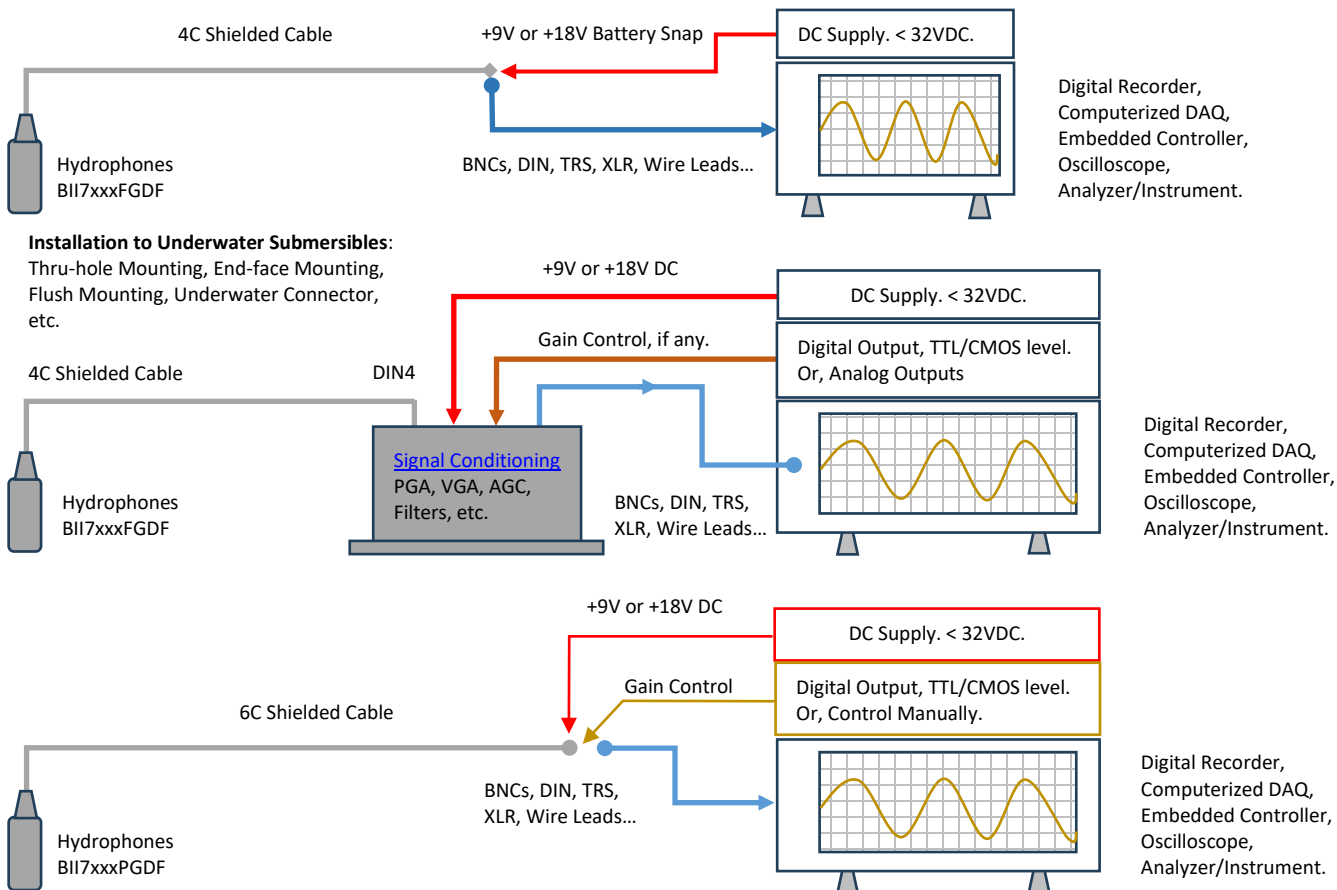 4C Shielded Cable
+9V or +18V Battery Snap
DC Supply. < 32VDC.
Hydrophones
BII7xxxFGDF
BNCs, DIN, TRS, XLR, Wire Leads…
Digital Recorder,
Computerized DAQ,
Embedded Controller,
Oscilloscope,
Analyzer/Instrument.
Installation to Underwater Submersibles:
Thru-hole Mounting, End-face Mounting,
Flush Mounting, Underwater Connector,
etc.
+9V or +18V DC
DC Supply. < 32VDC.
Gain Control, if any.
Digital Output, TTL/CMOS level.
Or, Analog Outputs
4C Shielded Cable
DIN4
Signal Conditioning
PGA, VGA, AGC,
Filters, etc.
Hydrophones
BII7xxxFGDF
BNCs, DIN, TRS,
XLR, Wire Leads…
Digital Recorder,
Computerized DAQ,
Embedded Controller,
Oscilloscope,
Analyzer/Instrument.
+9V or +18V DC
DC Supply. < 32VDC.
Gain Control
Digital Output, TTL/CMOS level.
Or, Control Manually.
6C Shielded Cable
BNCs, DIN, TRS,
XLR, Wire Leads…
Hydrophones
BII7xxxPGDF
Digital Recorder,
Computerized DAQ,
Embedded Controller,
Oscilloscope,
Analyzer/Instrument.